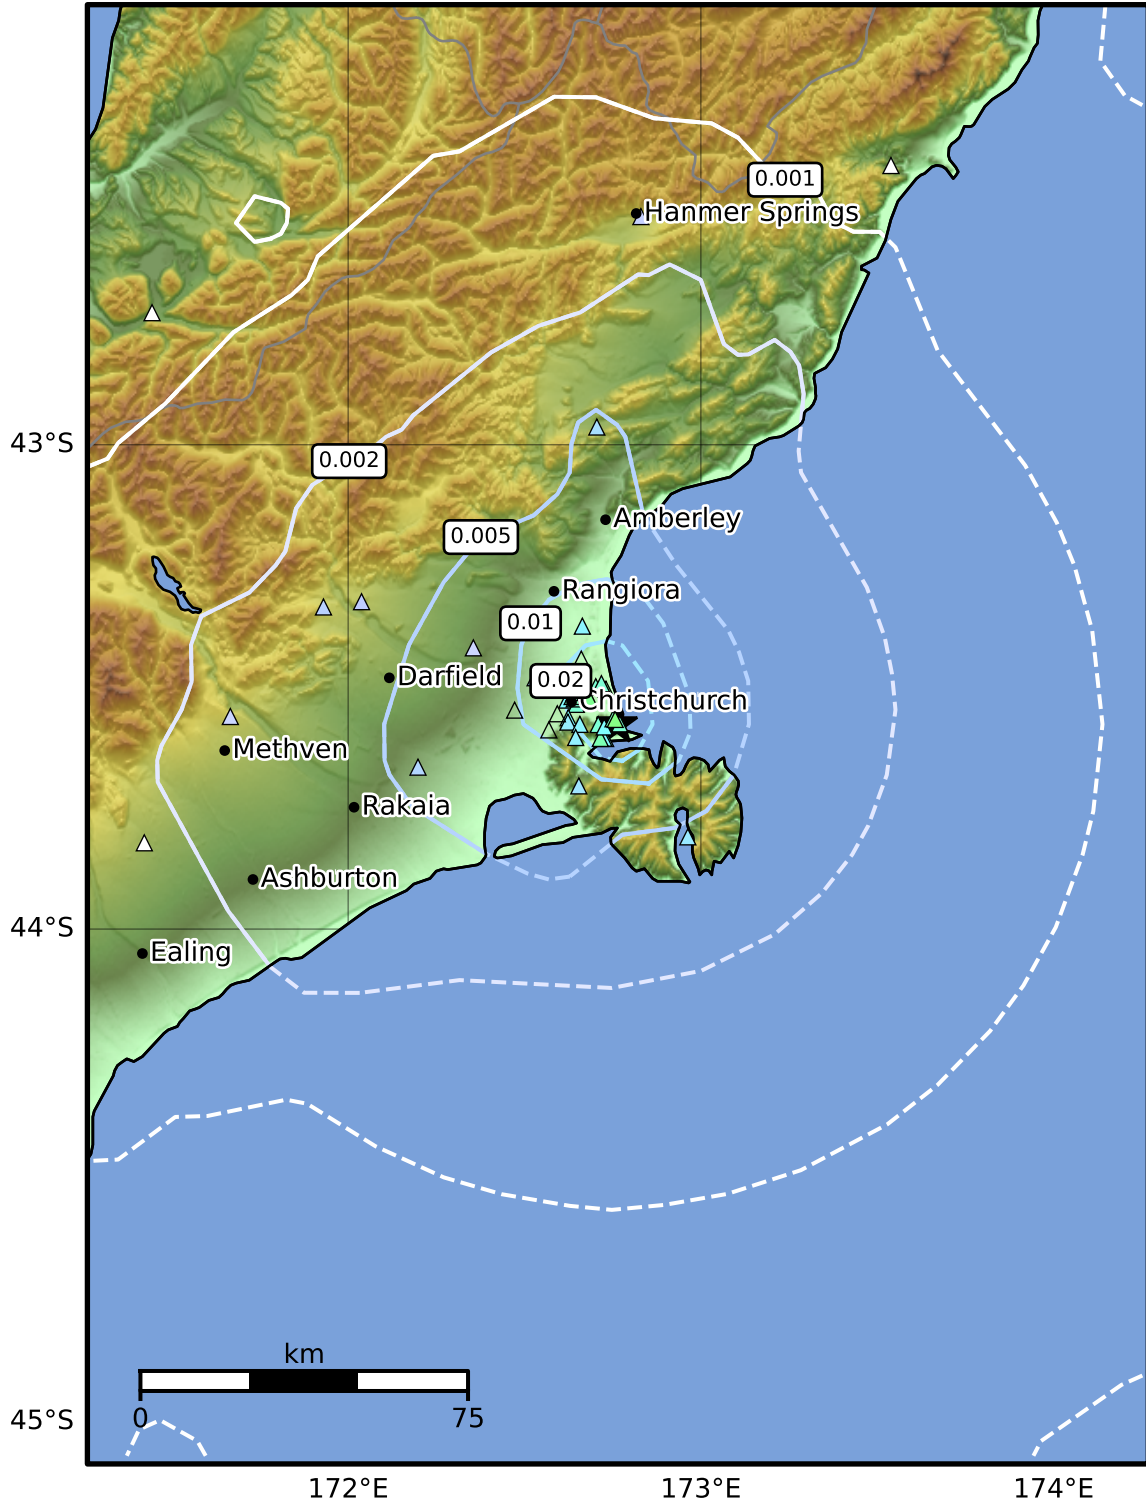 0.001
Hanmer Springs
43°S
0.002
Amberley
0.005
Rangiora
0.01
Darfield
0.02
Christchurch
Methven
Rakaia
Ashburton
44°S
Ealing
km
0
75
45°S
172°E
173°E
174°E